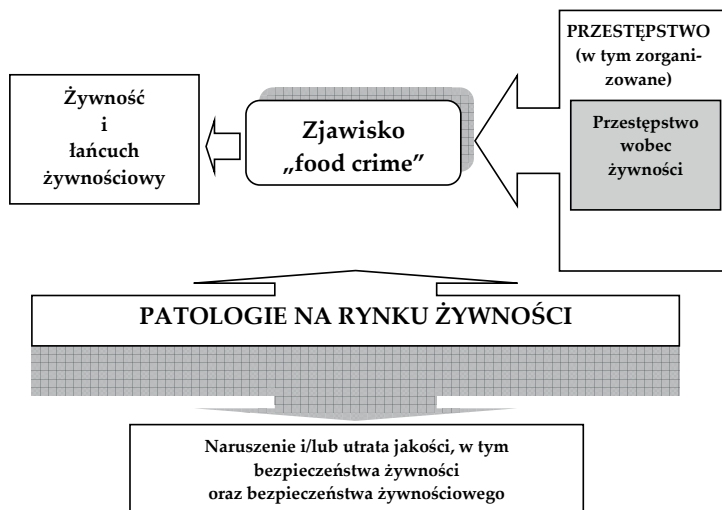 Żywność
i
łańcuch
żywnościowy
Zjawisko
„food crime”
PRZESTĘPSTWO
(w tym zorgani-
zowane)
Przestępstwo
wobec
żywności
PATOLOGIE NA RYNKU ŻYWNOŚCI
Naruszenie i/lub utrata jakości, w tym
bezpieczeństwa żywności
oraz bezpieczeństwa żywnościowego